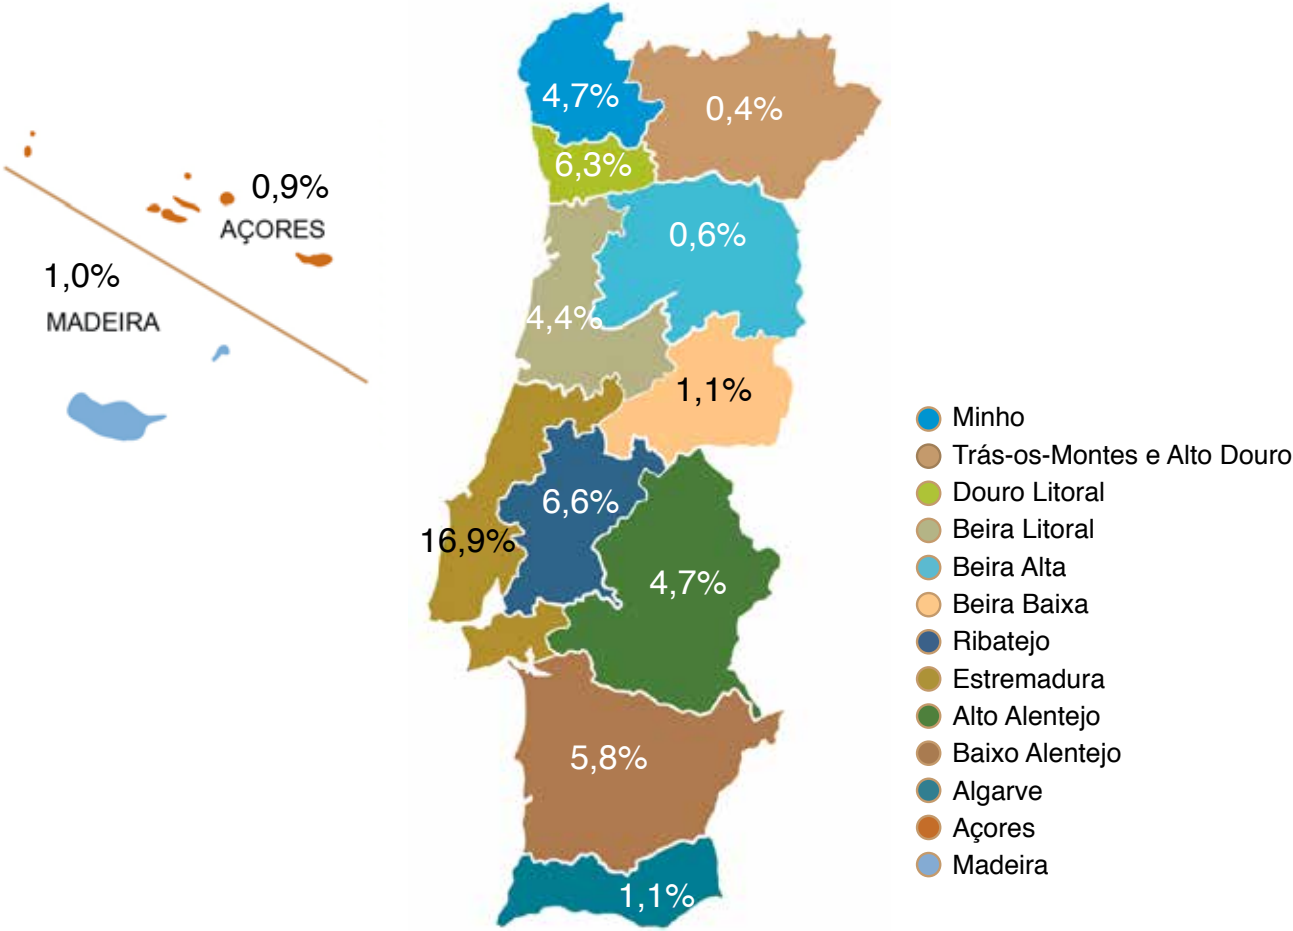 4,7%
0,4%
6,3%
0,9%
AÇORES
0,6%
1,0%
MADEIRA
4,4%
1,1%
6,6%
16,9%
4,7%
5,8%
1,1%
Minho
Trás-os-Montes e Alto Douro
Douro Litoral
Beira Litoral
Beira Alta
Beira Baixa
Ribatejo
Estremadura
Alto Alentejo
Baixo Alentejo
Algarve
Açores
Madeira